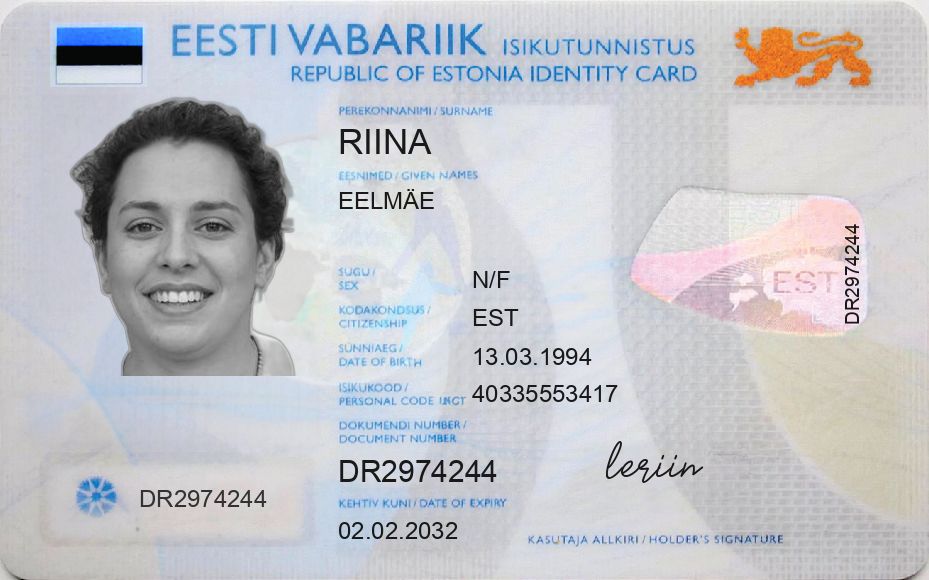 EESTI VABARIIK ISIKUTUNNISTUS
REPUBLIC OF ESTONIA IDENTITY CARD
PEREKONNANIMI / SURNAME
RIINA
EESNIMED / GIVEN NAMES
EELMÄE
SUGU /
SEX
N/F
KODAKONDSUS /
CITIZENSHIP
EST
SÜNNIAEG /
DATE OF BIRTH
13.03.1994
ISIKUKOOD /
PERSONAL CODE
40335553417
DOKUMENDI NUMBER /
DOCUMENT NUMBER
DR2974244
KEHTIV KUNI / DATE OF EXPIRY
02.02.2032
DR2974244
EST
DR2974244
leriin
KASUTAJA ALLKIRI / HOLDER'S SIGNATURE